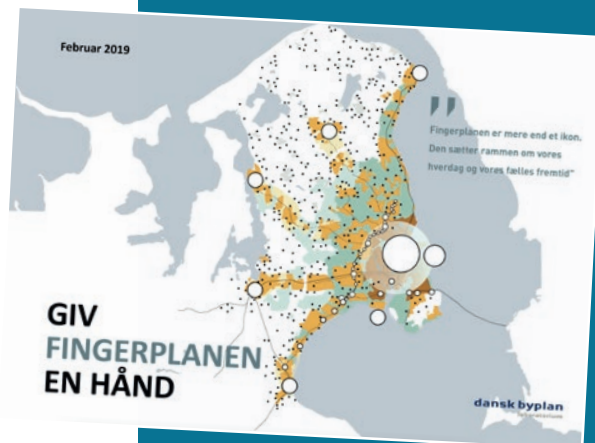 Februar 2019
Fingerplanen er mere end et ikon.
Den sætter rammen om vores
hverdag og vores fælles fremtid"
GIV
FINGERPLANEN
EN HÅND
dansk byplan
laboratorium